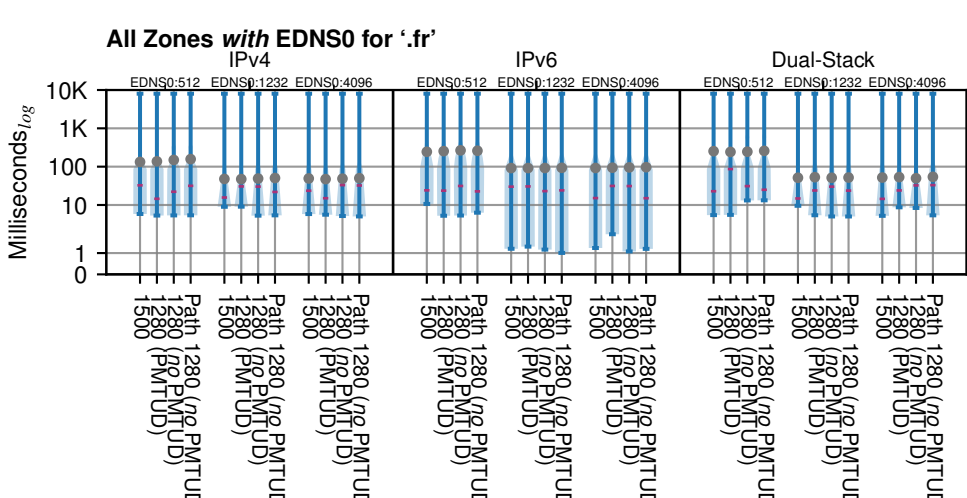 All Zones with EDNS0 for ‘.fr’
IPv4
IPv6
Dual-Stack
EDNS0:512
EDNS0:1232
EDNS0:4096
EDNS0:512
EDNS0:1232
EDNS0:4096
EDNS0:512
EDNS0:1232
EDNS0:4096
Milliseconds log
10K
1K
100
10
1
0
1500
1280 (PMTUD)
1280 (no PMTUD)
Path 1280 (no PMTUD
1500
1280 (PMTUD)
1280 (no PMTUD)
Path 1280 (no PMTUD
1500
1280 (PMTUD)
1280 (no PMTUD)
Path 1280 (no PMTUD
1500
1280 (PMTUD)
1280 (no PMTUD)
Path 1280 (no PMTUD
1500
1280 (PMTUD)
1280 (no PMTUD)
Path 1280 (no PMTUD
1500
1280 (PMTUD)
1280 (no PMTUD)
Path 1280 (no PMTUD
1500
1280 (PMTUD)
1280 (no PMTUD)
Path 1280 (no PMTUD
1500
1280 (PMTUD)
1280 (no PMTUD)
Path 1280 (no PMTUD
1500
1280 (PMTUD)
1280 (no PMTUD)
Path 1280 (no PMTUD